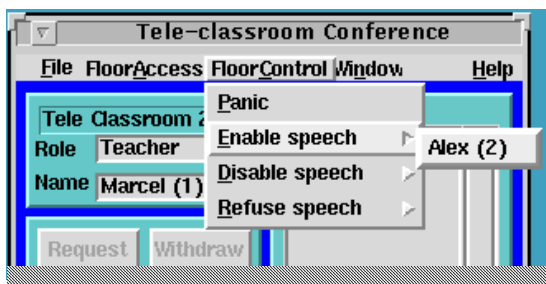 Tele-classroom Conference
File FloorAccess FloorControl Window Help
Tele Classroom 2
Panic
Enable speech
Alex (2)
Disable speech
Refuse speech
Role Teacher
Name Marcel (1)
Request Withdraw